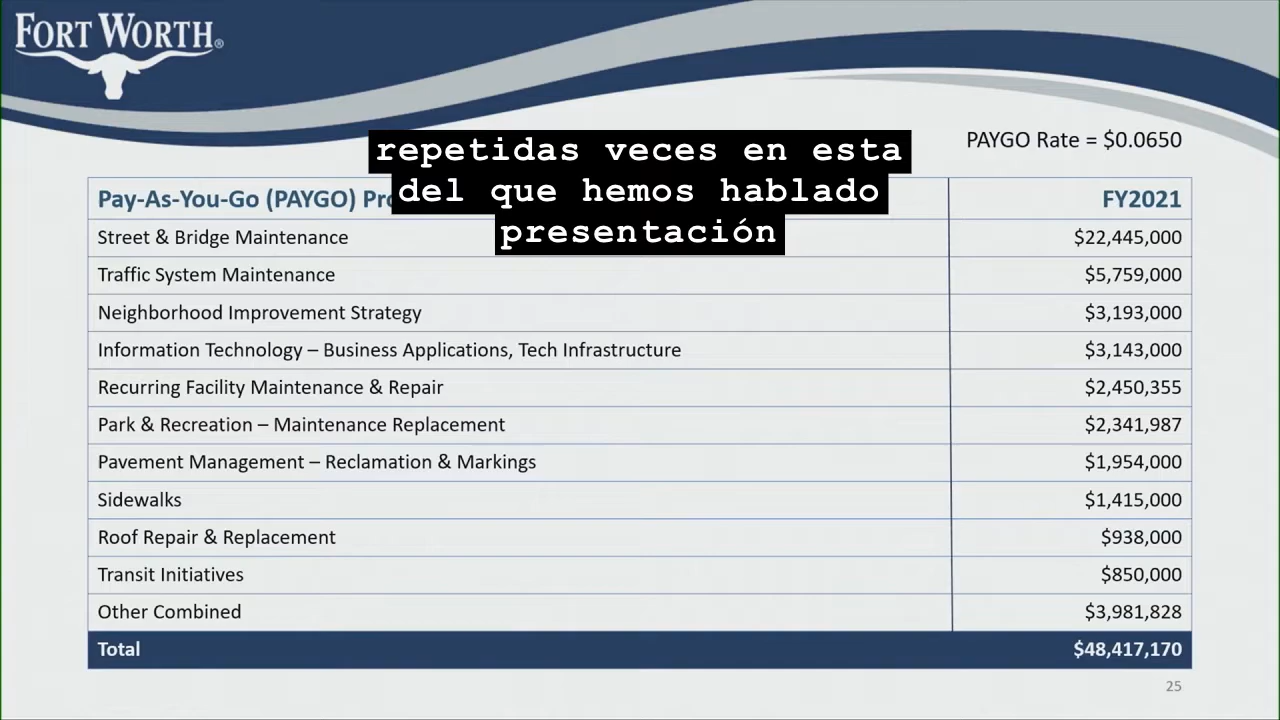 FORT WORTH®
PAYGO Rate = $0.0650
repetidas veces en esta
del que hemos hablado
presentación
Pay-As-You-Go (PAYGO) FY2021
Street & Bridge Maintenance $22,445,000
Traffic System Maintenance $5,759,000
Neighborhood Improvement Strategy $3,193,000
Information Technology – Business Applications, Tech Infrastructure $3,143,000
Recurring Facility Maintenance & Repair $2,450,355
Park & Recreation – Maintenance Replacement $2,341,987
Pavement Management – Reclamation & Markings $1,954,000
Sidewalks $1,415,000
Roof Repair & Replacement $938,000
Transit Initiatives $850,000
Other Combined $3,981,828
Total $48,417,170
25